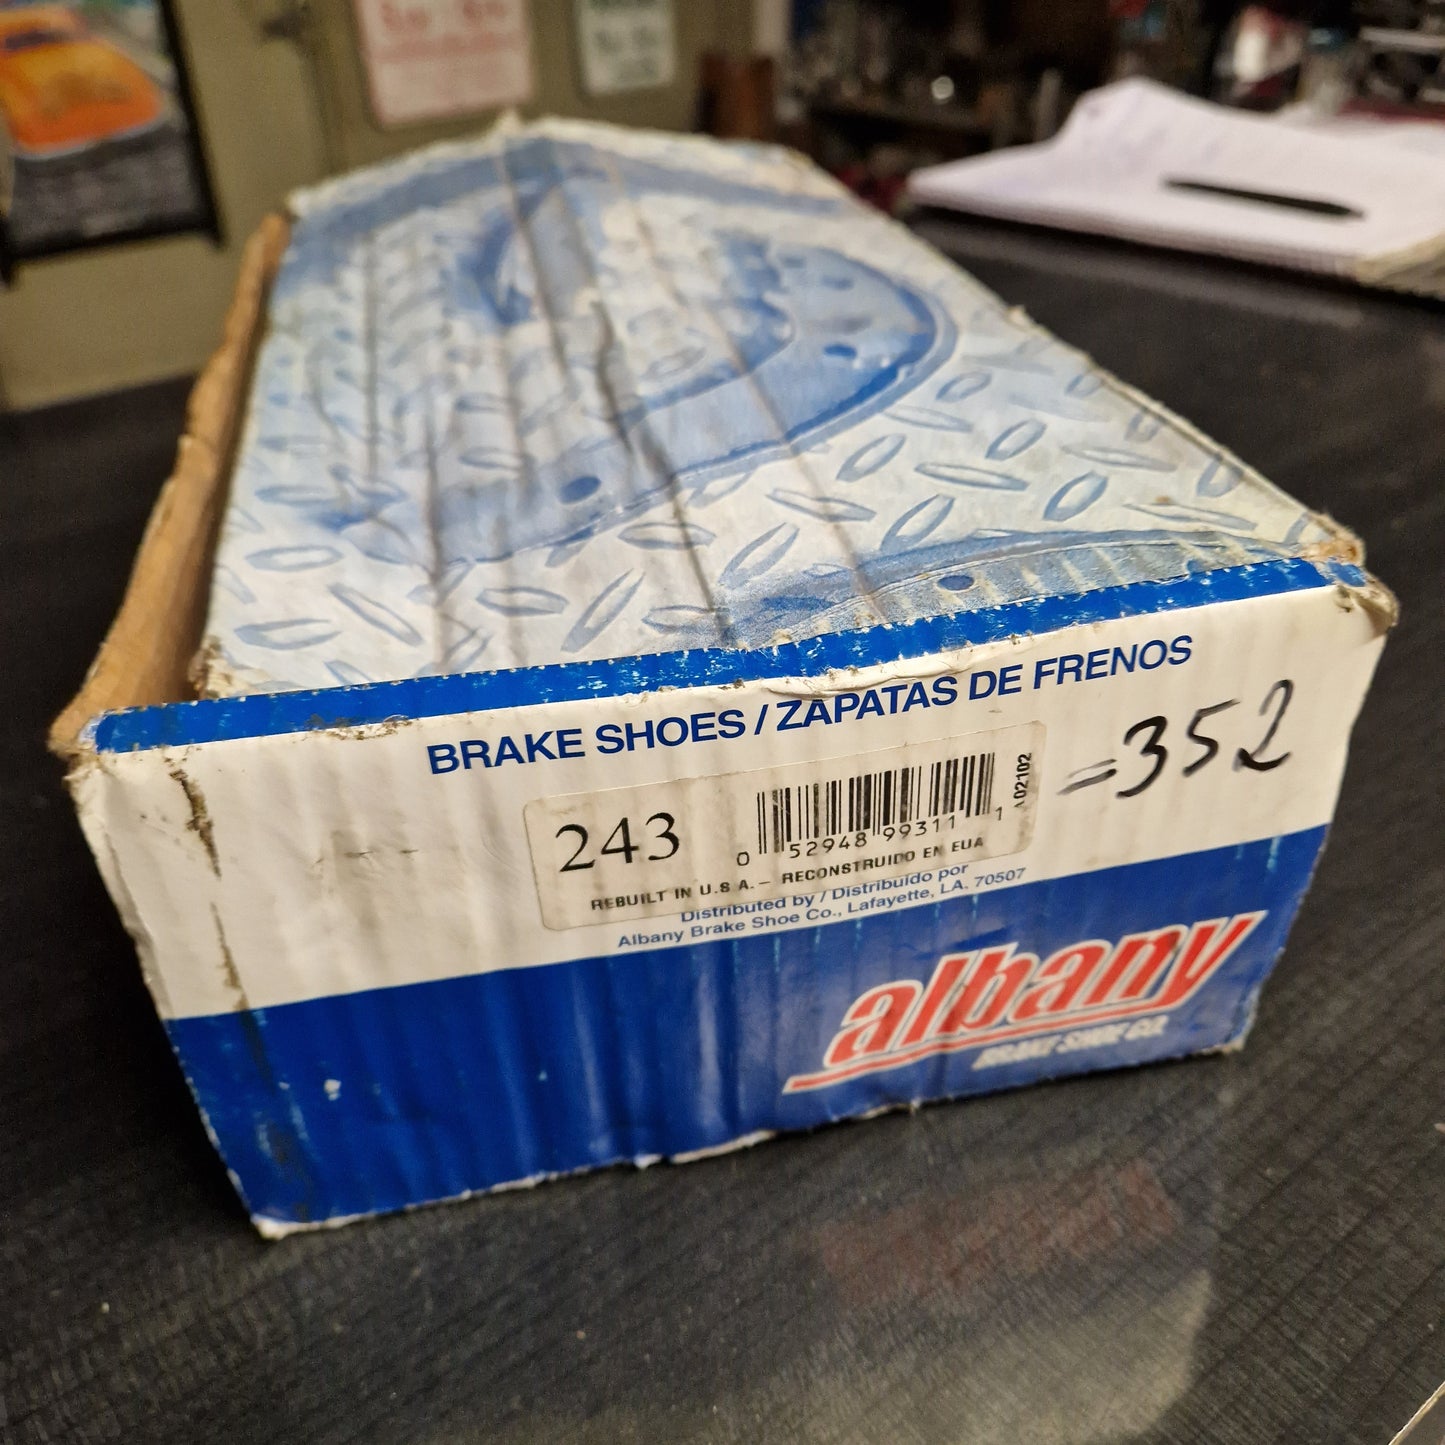 BRAKE SHOES / ZAPATAS DE FRENOS
= 352
243
0 52948 99311 1
A 02102
REBUILT IN U.S.A. – RECONSTRUIDO EN EUA
Distributed by / Distribuido por
Albany Brake Shoe Co., Lafayette, LA. 70507
albany
BRAKE SHOE CO.